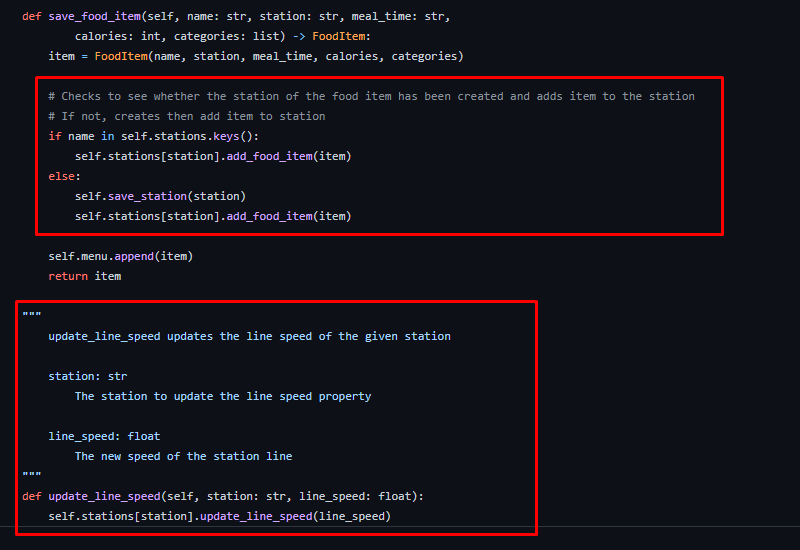 def save_food_item(self, name: str, station: str, meal_time: str,
        calories: int, categories: list) -> FoodItem:
    item = FoodItem(name, station, meal_time, calories, categories)

    # Checks to see whether the station of the food item has been created and adds item to the station
    # If not, creates then add item to station
    if name in self.stations.keys():
        self.stations[station].add_food_item(item)
    else:
        self.save_station(station)
        self.stations[station].add_food_item(item)

    self.menu.append(item)
    return item

"""
    update_line_speed updates the line speed of the given station

    station: str
        The station to update the line speed property

    line_speed: float
        The new speed of the station line
"""
def update_line_speed(self, station: str, line_speed: float):
    self.stations[station].update_line_speed(line_speed)